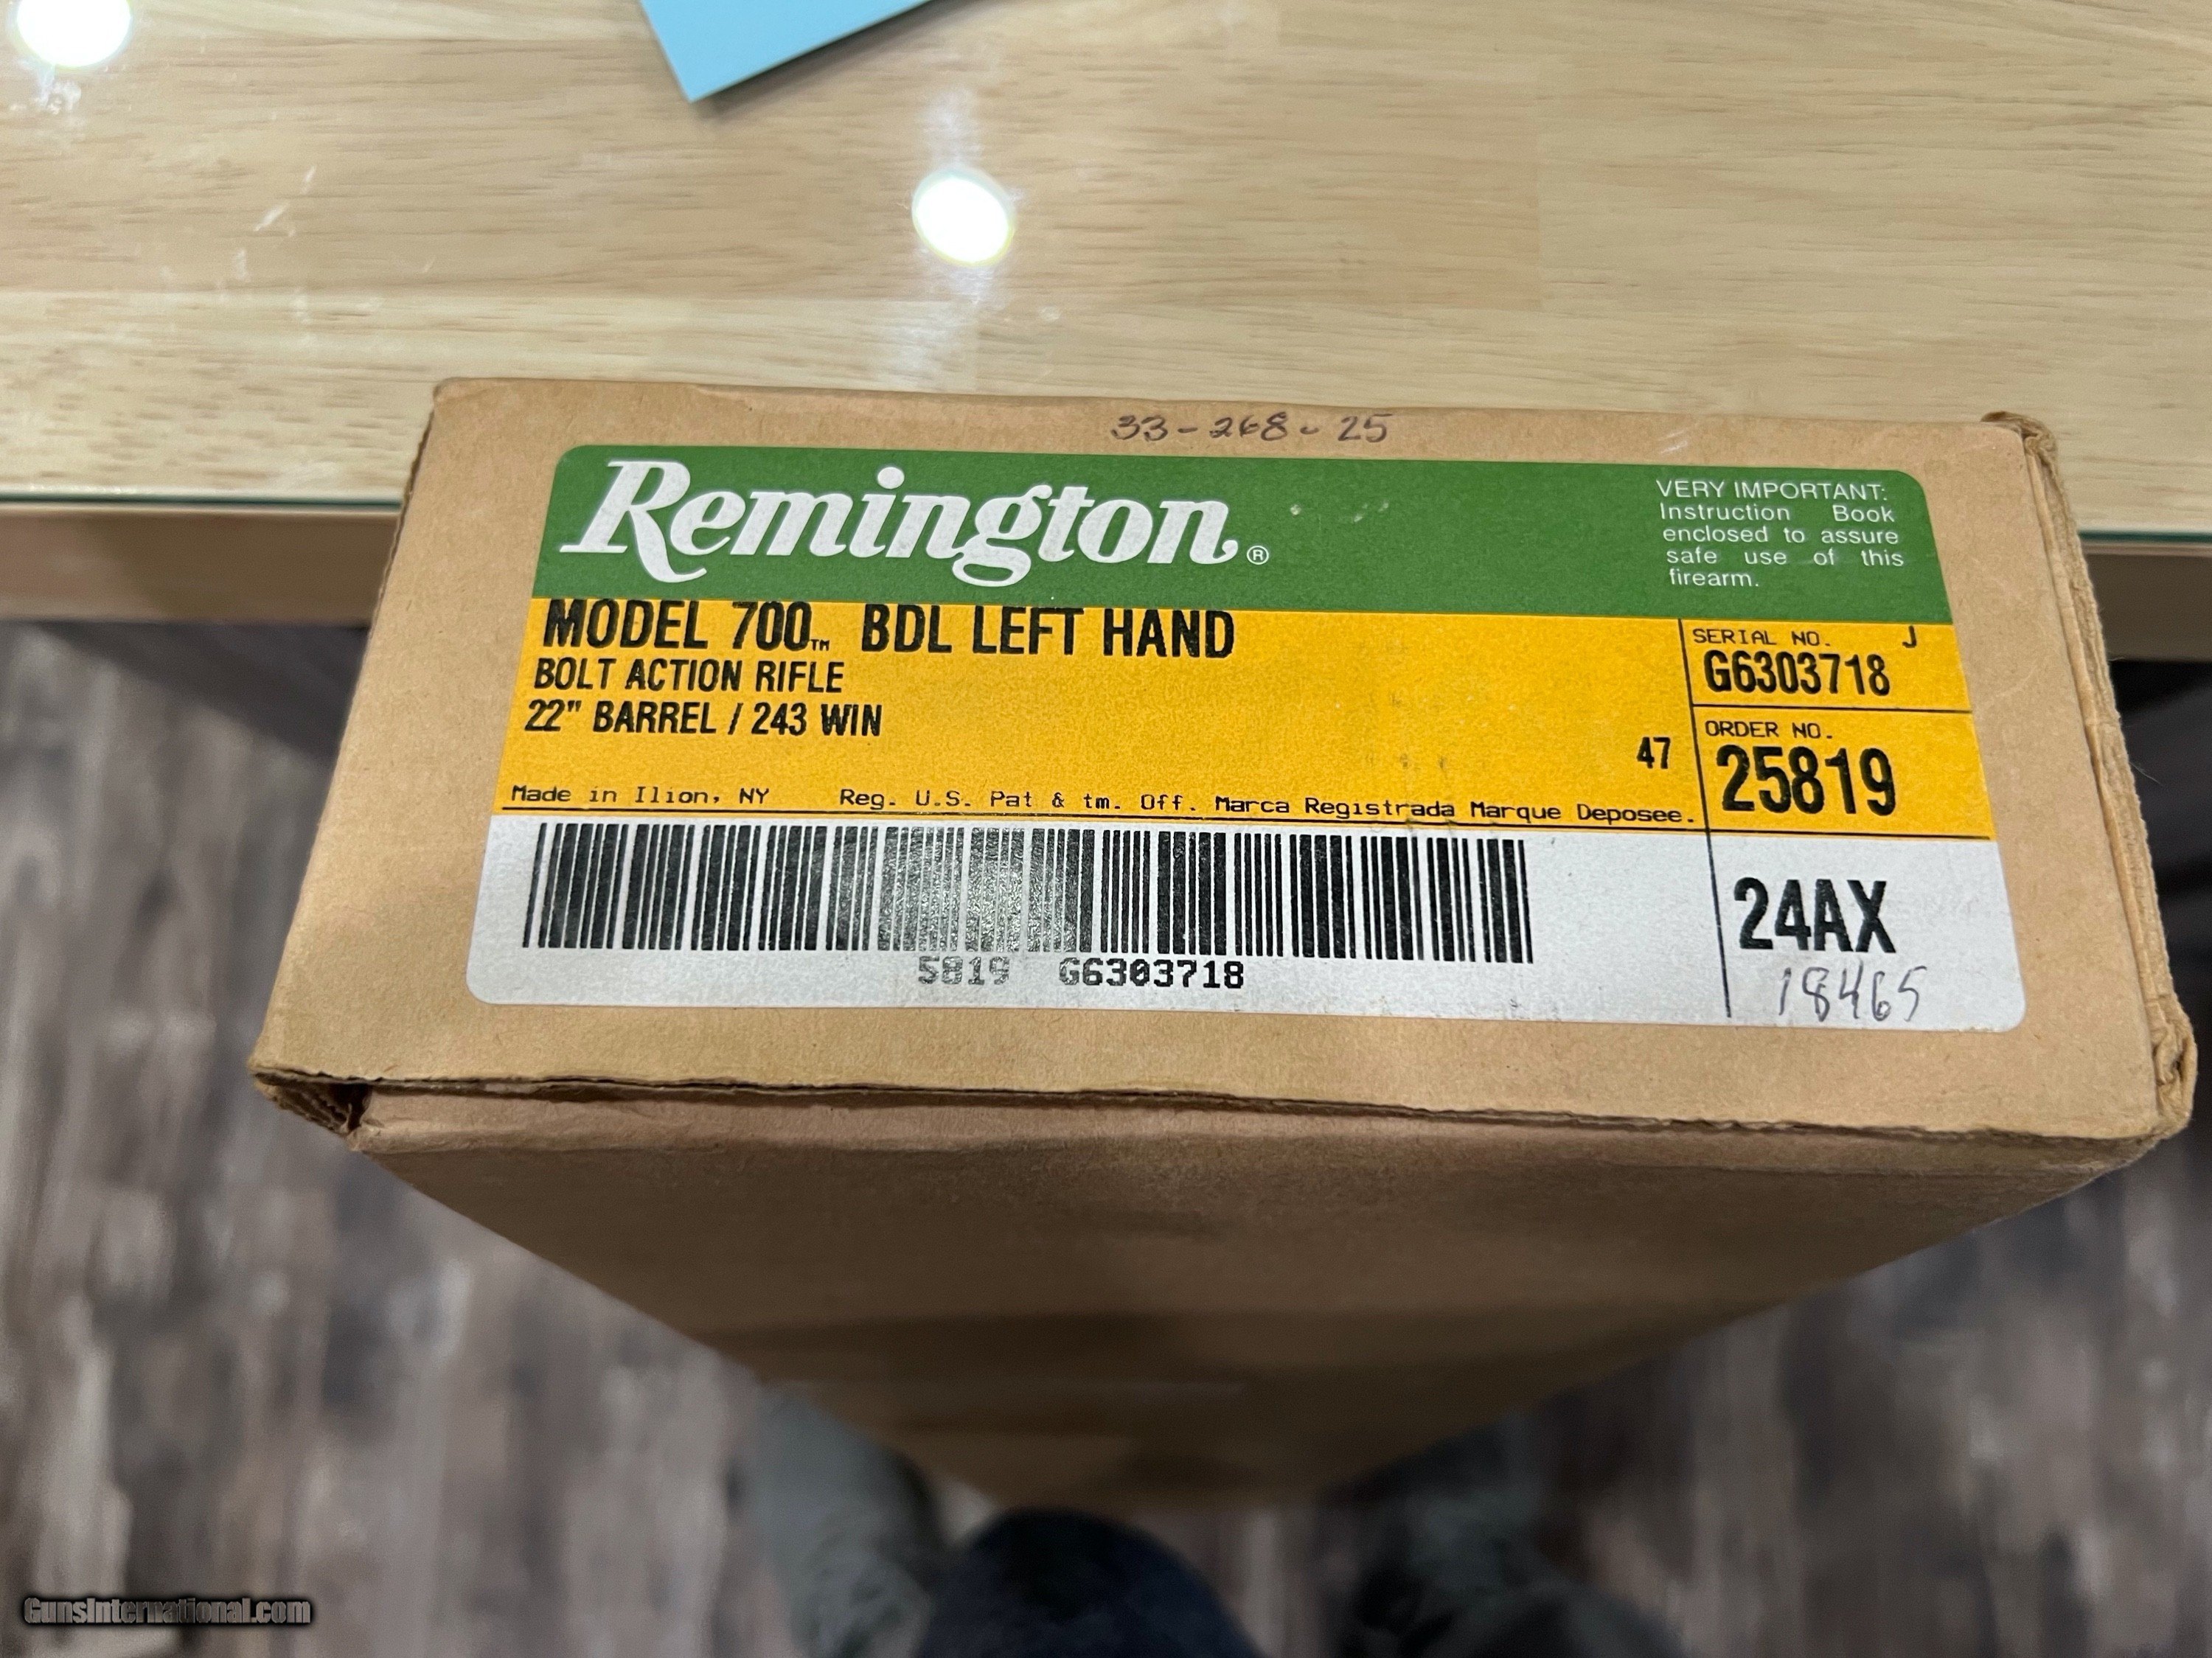 33-268-25
Remington®
VERY IMPORTANT:
Instruction Book
enclosed to assure
safe use of this
firearm.
MODEL 700™ BDL LEFT HAND
BOLT ACTION RIFLE
22" BARREL / 243 WIN
47
Made in Ilion, NY Reg. U.S. Pat & tm. Off. Marca Registrada Marque Deposee.
SERIAL NO. J
G6303718
ORDER NO.
25819
5819 G6303718
24AX
18465
GunsInternational.com